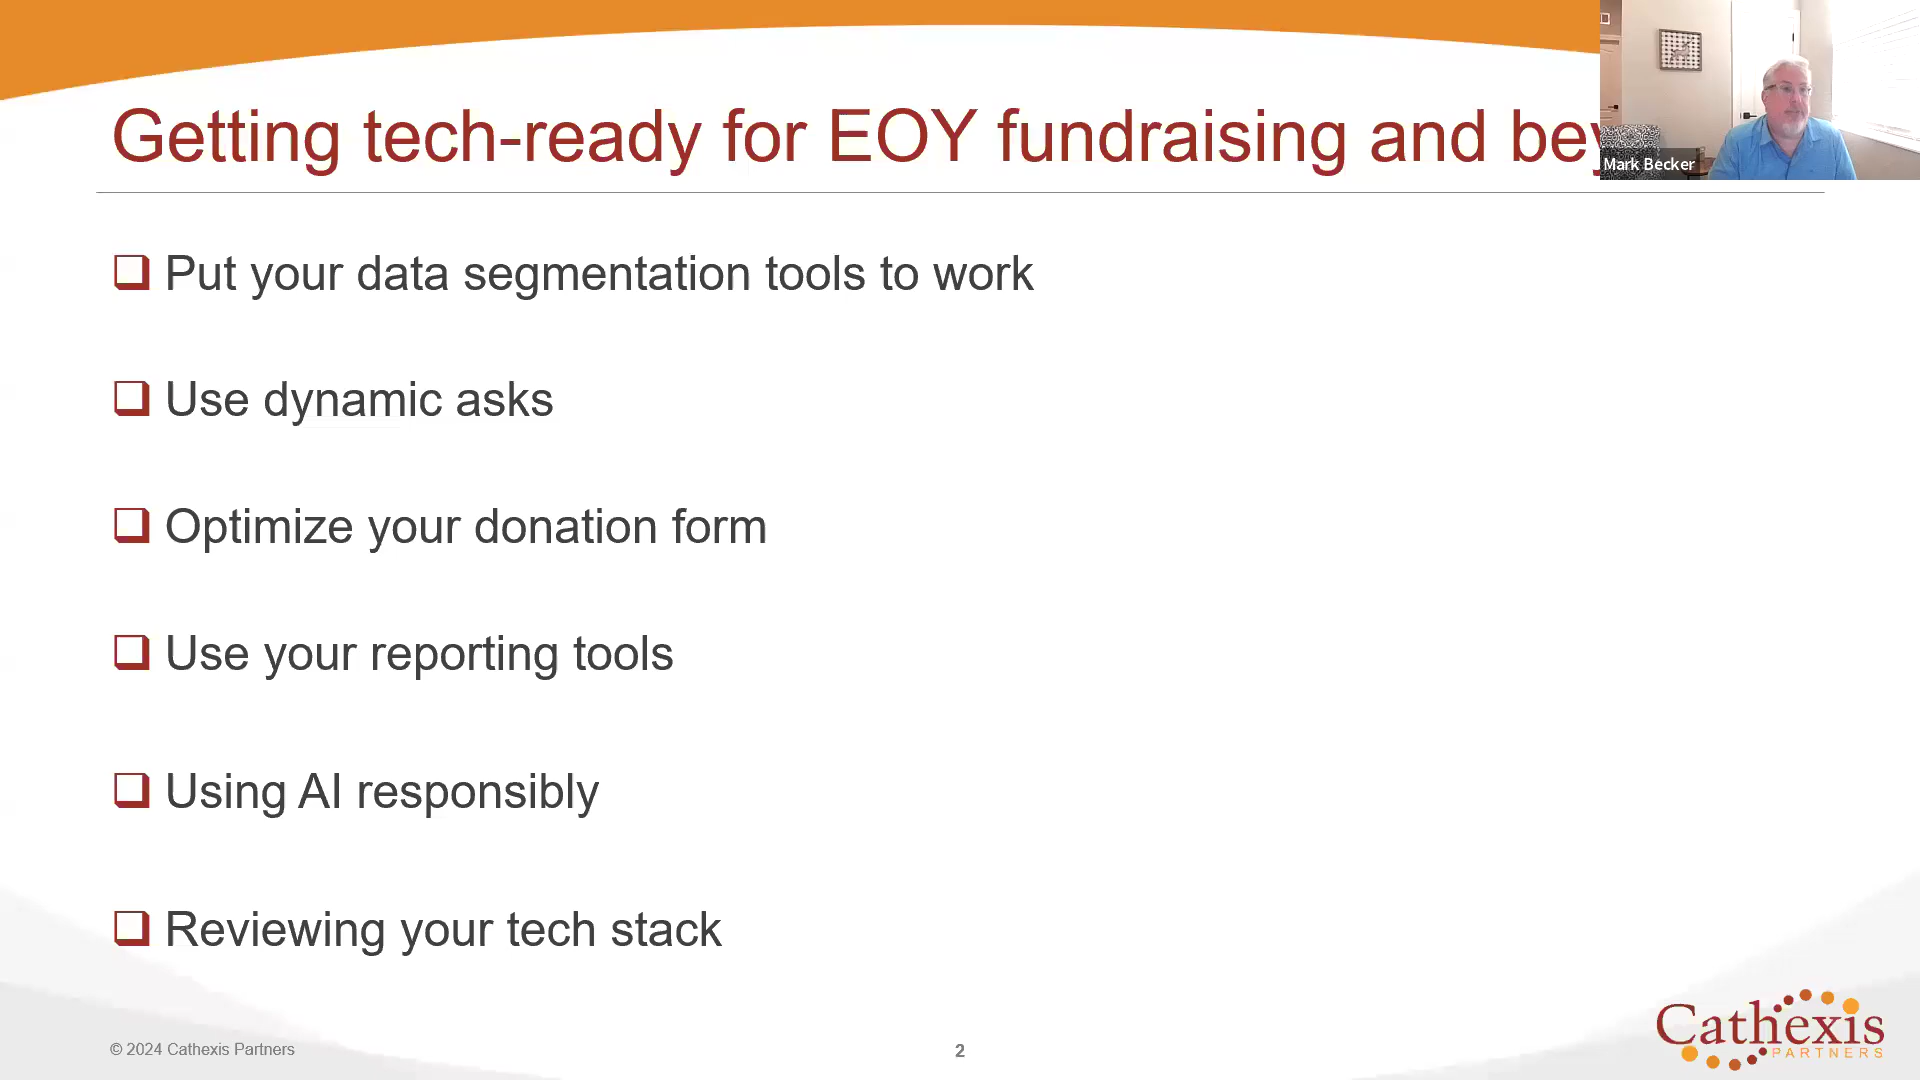 Getting tech-ready for EOY fundraising and
Mark Becker
Put your data segmentation tools to work
Use dynamic asks
Optimize your donation form
Use your reporting tools
Using AI responsibly
Reviewing your tech stack
© 2024 Cathexis Partners
2
Cathexis
PARTNERS